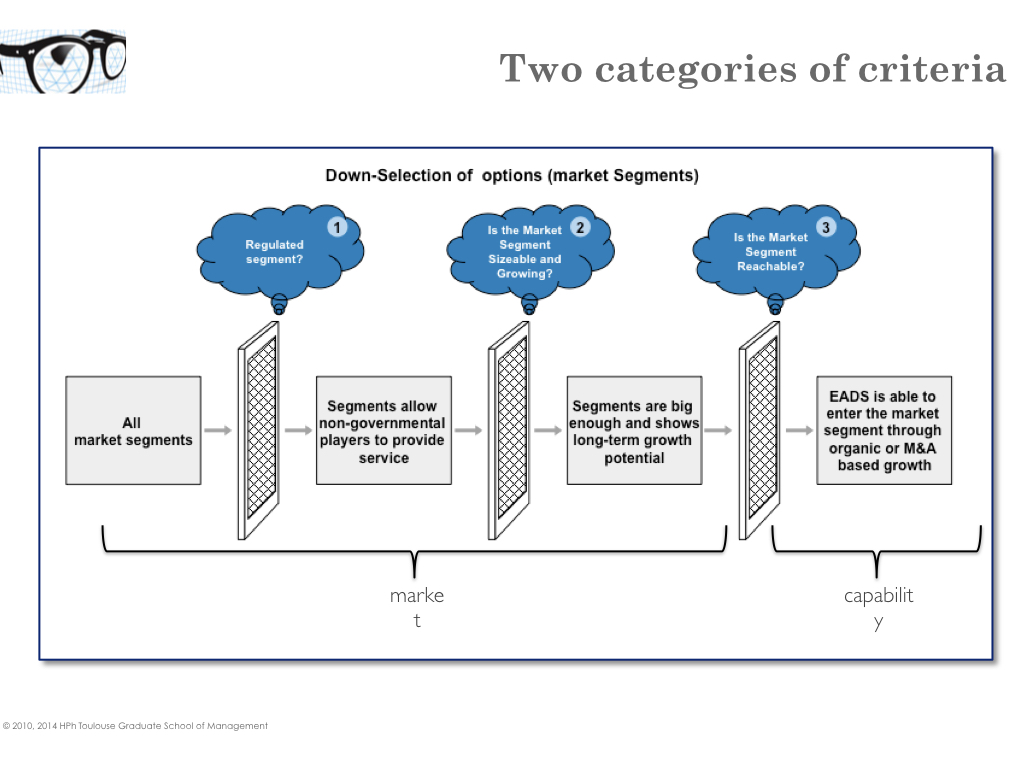 Two categories of criteria
Down-Selection of options (market Segments)
1
Regulated
segment?
2
Is the Market
Segment
Sizeable and
Growing?
3
Is the Market
Segment
Reachable?
All
market segments
Segments allow
non-governmental
players to provide
service
Segments are big
enough and shows
long-term growth
potential
EADS is able to
enter the market
segment through
organic or M&A
based growth
marke
t
capabilit
y
© 2010, 2014 HPh Toulouse Graduate School of Management